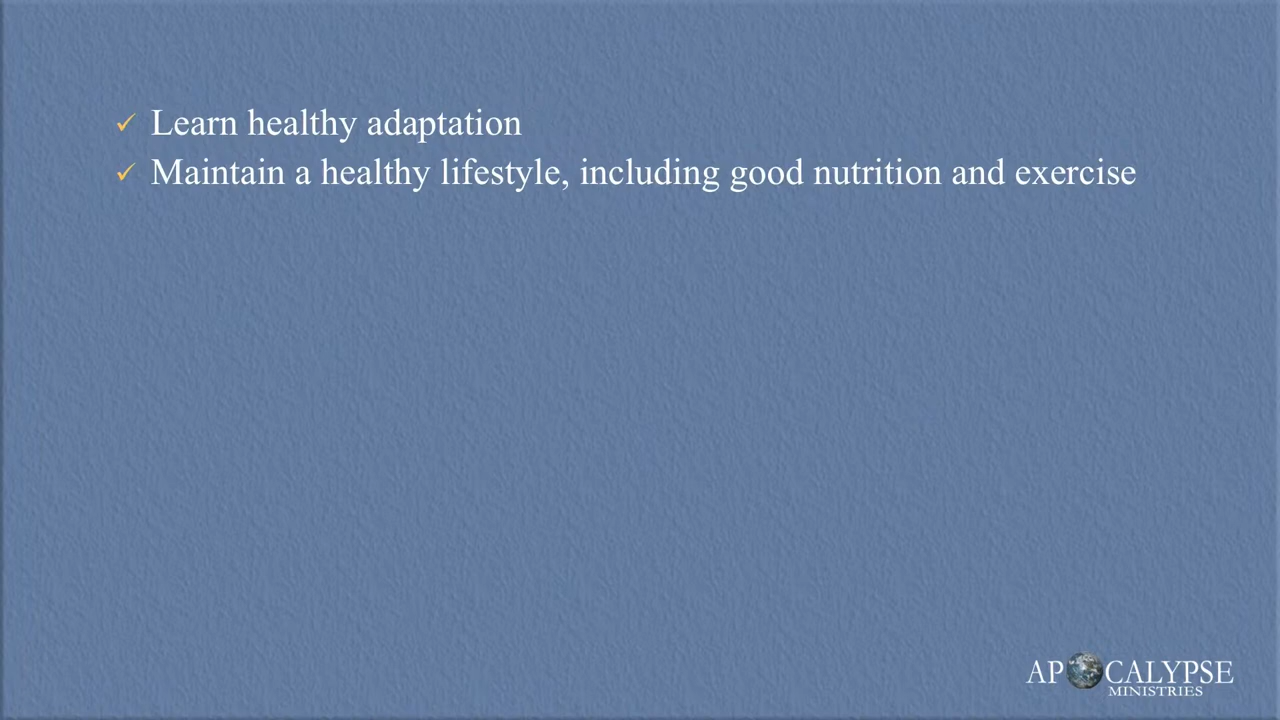 Learn healthy adaptation
Maintain a healthy lifestyle, including good nutrition and exercise
APOCALYPSE
MINISTRIES